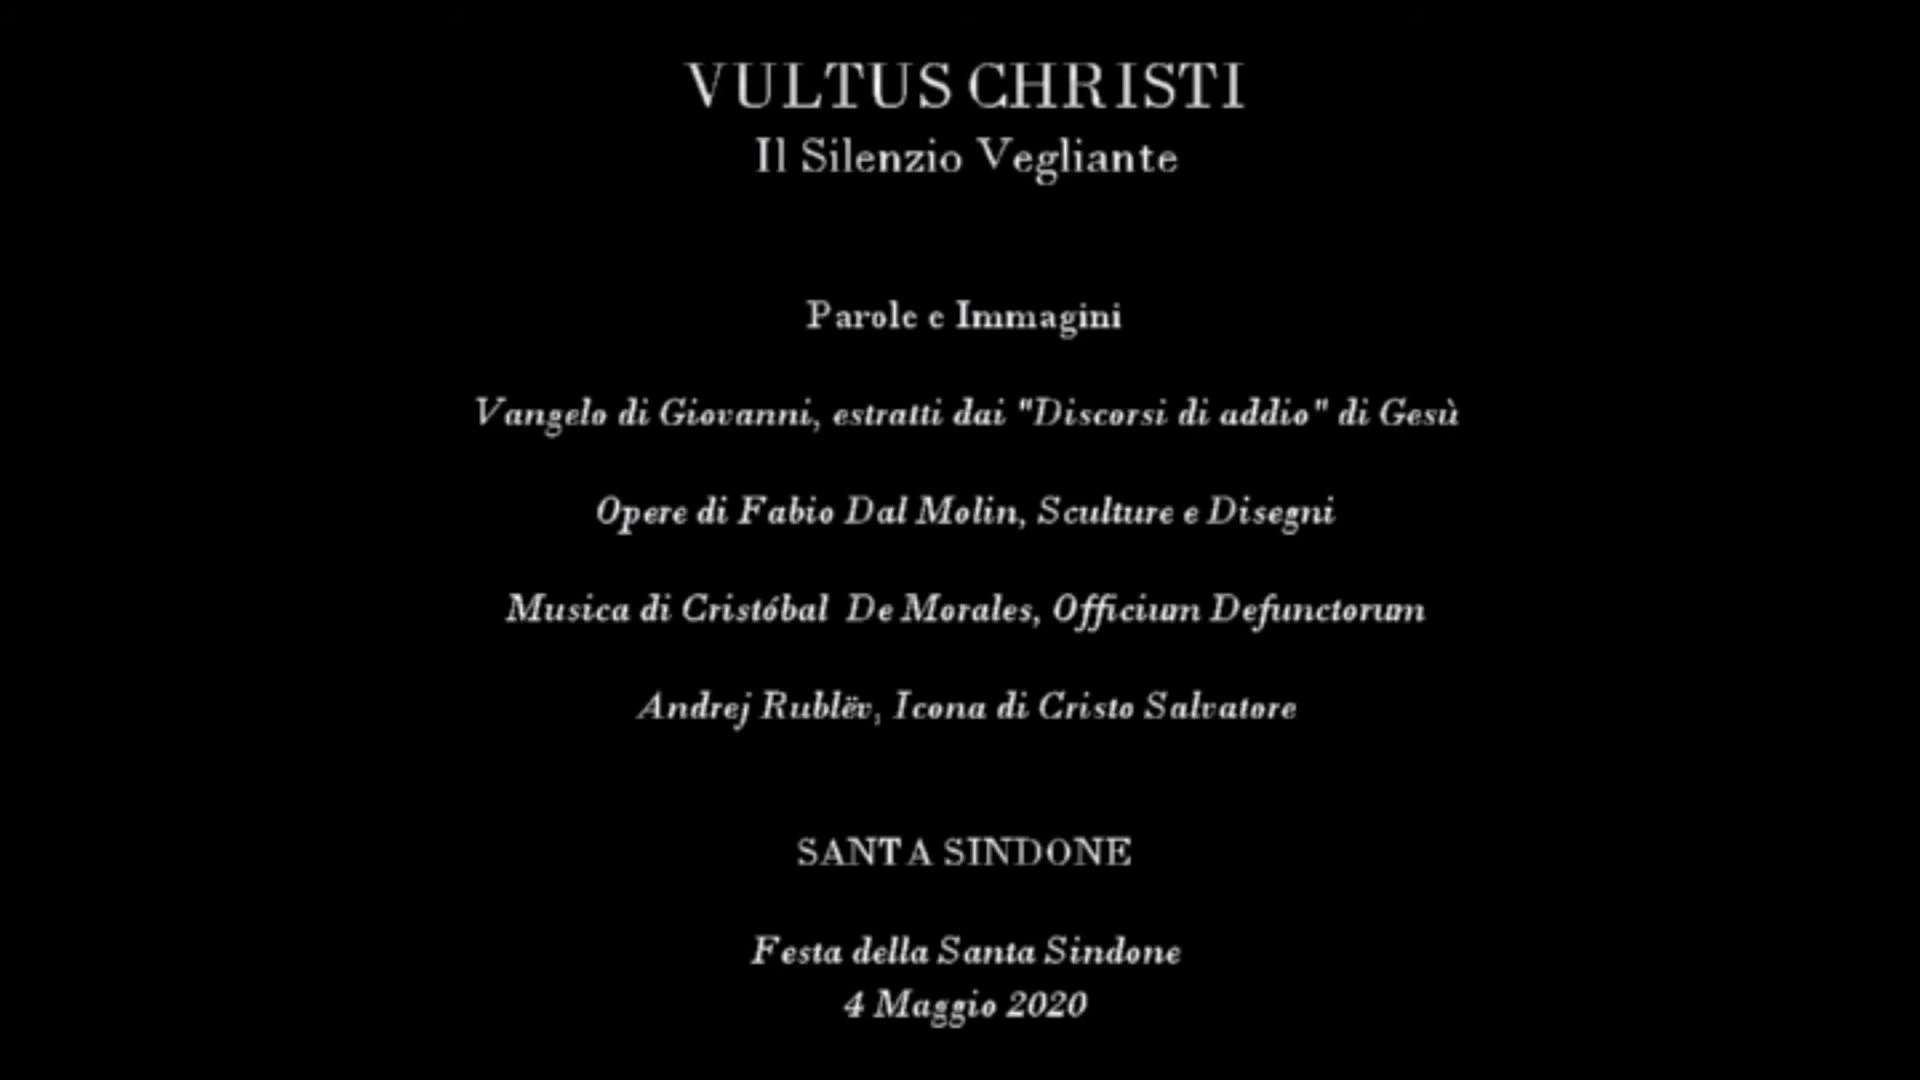 VULTUS CHRISTI
Il Silenzio Vegliante
Parole e Immagini
Vangelo di Giovanni, estratti dai "Discorsi di addio" di Gesù
Opere di Fabio Dal Molin, Sculture e Disegni
Musica di Cristóbal De Morales, Officium Defunctorum
Andrej Rublëv, Icona di Cristo Salvatore
SANTA SINDONE
Festa della Santa Sindone
4 Maggio 2020